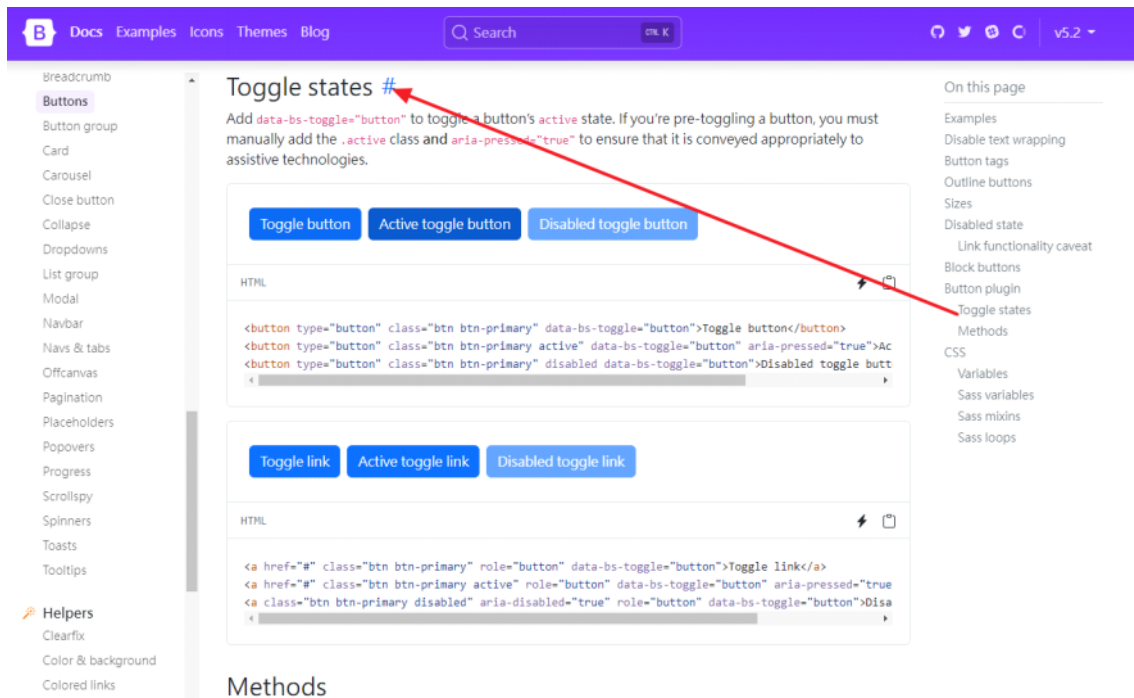 B Docs Examples Icons Themes Blog Search CTRL K v5.2
Breadcrumb
Buttons
Button group
Card
Carousel
Close button
Collapse
Dropdowns
List group
Modal
Navbar
Navs & tabs
Offcanvas
Pagination
Placeholders
Popovers
Progress
Scrollspy
Spinners
Toasts
Tooltips
Helpers
Clearfix
Color & background
Colored links
Toggle states #
Add data-bs-toggle="button" to toggle a button's active state. If you're pre-toggling a button, you must
manually add the .active class and aria-pressed="true" to ensure that it is conveyed appropriately to
assistive technologies.
Toggle button Active toggle button Disabled toggle button
HTML
<button type="button" class="btn btn-primary" data-bs-toggle="button">Toggle button</button>
<button type="button" class="btn btn-primary active" data-bs-toggle="button" aria-pressed="true">Ac
<button type="button" class="btn btn-primary" disabled data-bs-toggle="button">Disabled toggle butt
Toggle link Active toggle link Disabled toggle link
HTML
<a href="#" class="btn btn-primary" role="button" data-bs-toggle="button">Toggle link</a>
<a href="#" class="btn btn-primary active" role="button" data-bs-toggle="button" aria-pressed="true
<a class="btn btn-primary disabled" aria-disabled="true" role="button" data-bs-toggle="button">Disa
Methods
On this page
Examples
Disable text wrapping
Button tags
Outline buttons
Sizes
Disabled state
Link functionality caveat
Block buttons
Button plugin
Toggle states
Methods
CSS
Variables
Sass variables
Sass mixins
Sass loops